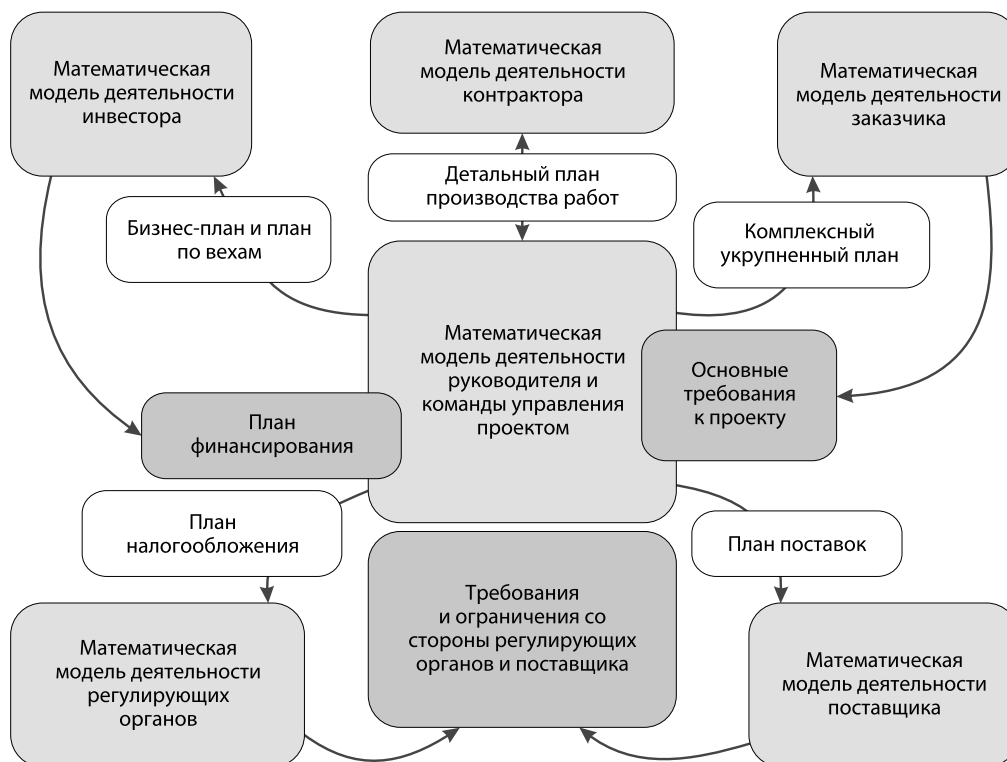 Математическая
модель деятельности
инвестора
Математическая
модель деятельности
контрактора
Математическая
модель деятельности
заказчика
Детальный план
производства работ
Бизнес-план и план
по вехам
Комплексный
укрупненный план
Математическая
модель деятельности
руководителя и
команды управления
проектом
Основные
требования
к проекту
План
финансирования
План
налогообложения
План поставок
Требования
и ограничения со
стороны регулирующих
органов и поставщика
Математическая
модель деятельности
регулирующих
органов
Математическая
модель деятельности
поставщика